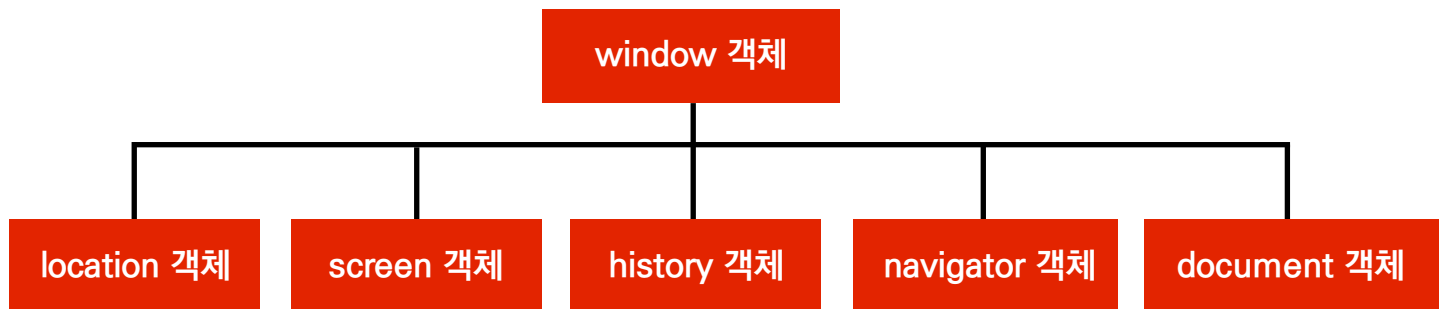 window 객체
location 객체
screen 객체
history 객체
navigator 객체
document 객체